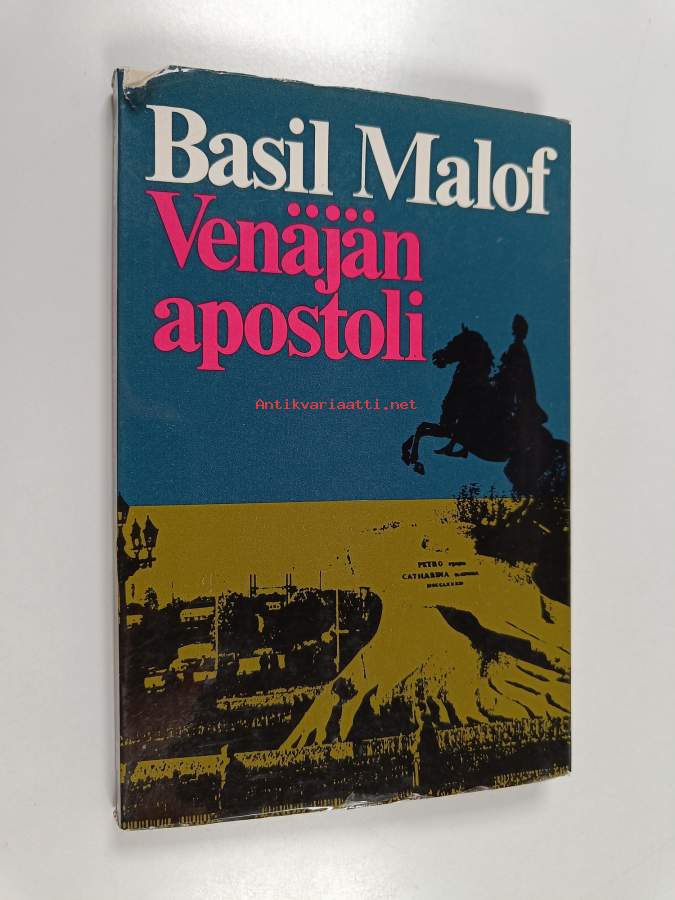 Basil Malof
Venäjän
apostoli
Antikvariaatti.net
PETRO
CATHARINA